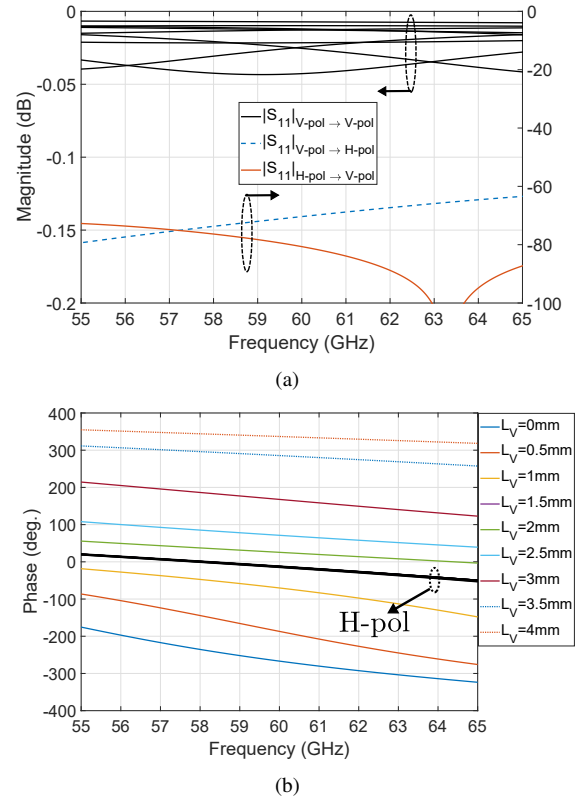 0
-0.05
-0.1
-0.15
-0.2
Magnitude (dB)
0
-20
-40
-60
-80
-100
|S11|V-pol → V-pol
|S11|V-pol → H-pol
|S11|H-pol → V-pol
55 56 57 58 59 60 61 62 63 64 65
Frequency (GHz)
(a)
400
300
200
100
0
-100
-200
-300
-400
Phase (deg.)
H-pol
LV=0mm
LV=0.5mm
LV=1mm
LV=1.5mm
LV=2mm
LV=2.5mm
LV=3mm
LV=3.5mm
LV=4mm
55 56 57 58 59 60 61 62 63 64 65
Frequency (GHz)
(b)